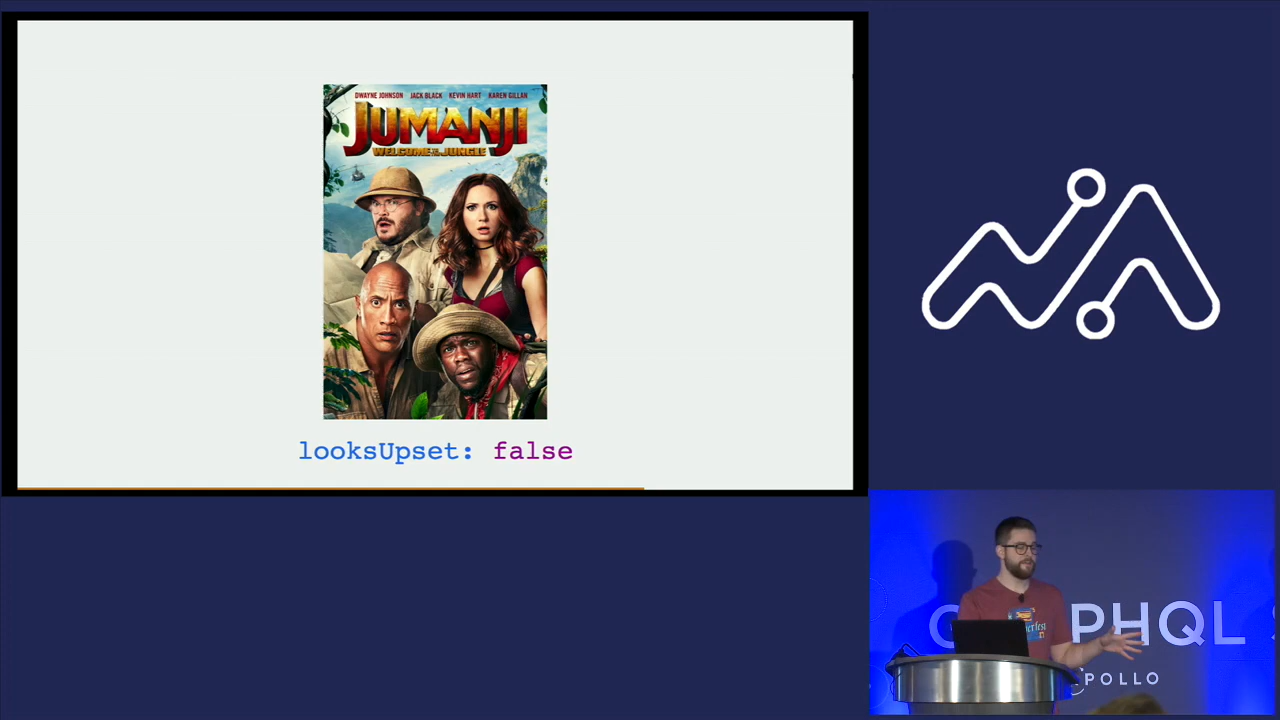 DWAYNE JOHNSON JACK BLACK KEVIN HART KAREN GILLAN
JUMANJI
WELCOME TO THE JUNGLE
looksUpset: false
PHQL
POLLO